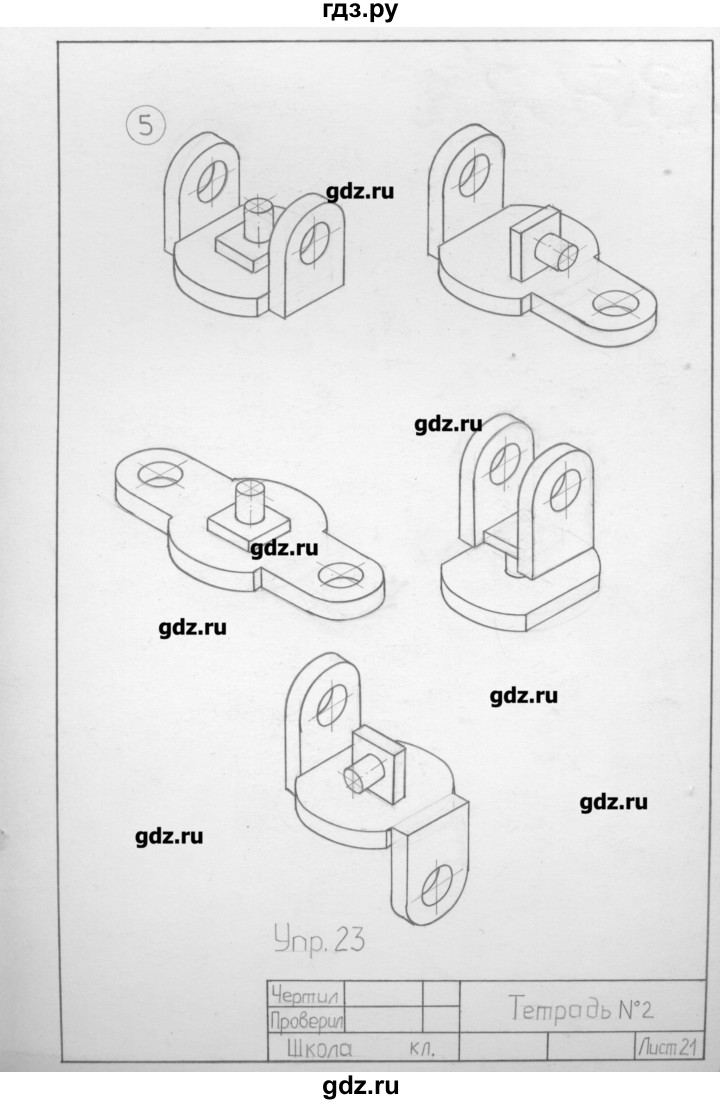 гдз.ру
5
gdz.ru
gdz.ru
gdz.ru
gdz.ru
gdz.ru
gdz.ru
gdz.ru
Упр. 23
Чертил
Проверил
Тетрадь №2
Школа кл.
Лист 21
gdz.ru